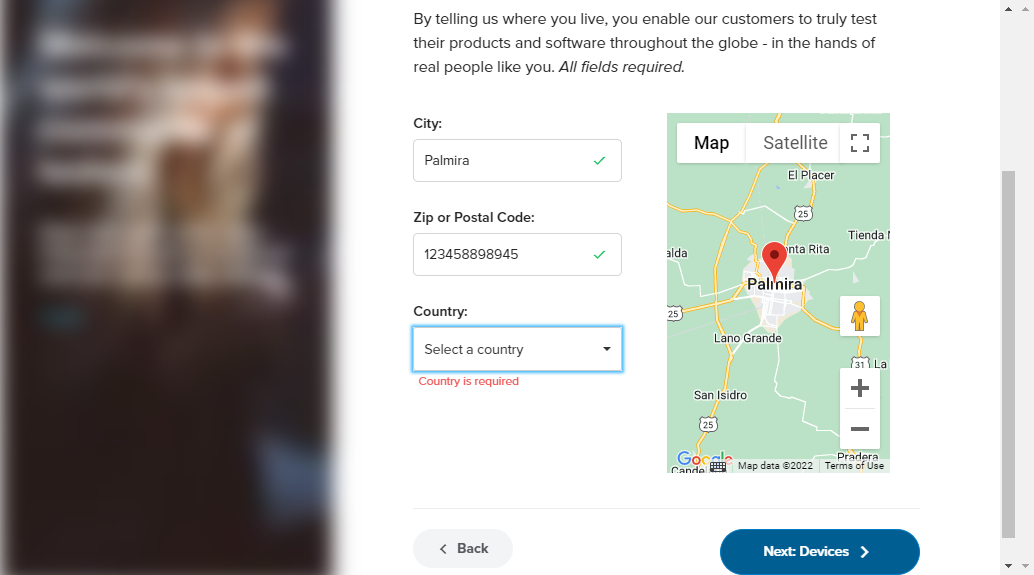 By telling us where you live, you enable our customers to truly test
their products and software throughout the globe - in the hands of
real people like you. All fields required.
City:
Palmira
Zip or Postal Code:
123458898945
Country:
Select a country
Country is required
Map
Satellite
El Placer
25
Tienda
Santa Rita
alda
Palmira
25
Lano Grande
31
La
San Isidro
25
Pradera
Google
Cande
Map data ©2022
Terms of Use
Back
Next: Devices